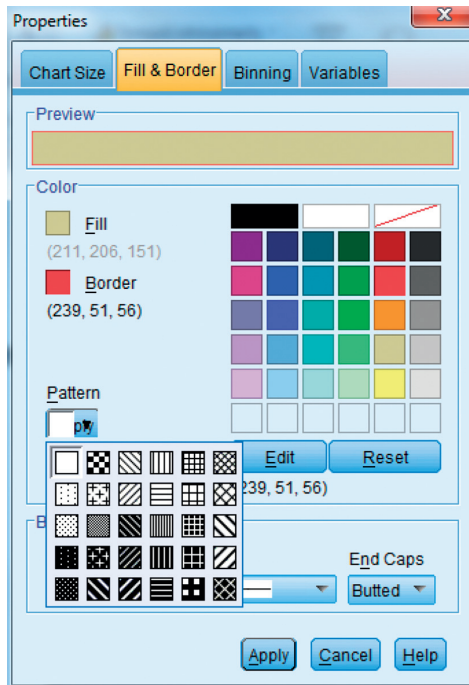 Properties
Chart Size Fill & Border Binning Variables
Preview
Color
Fill
(211, 206, 151)
Border
(239, 51, 56)
Pattern
Edit Reset
239, 51, 56)
End Caps
Butted
Apply Cancel Help